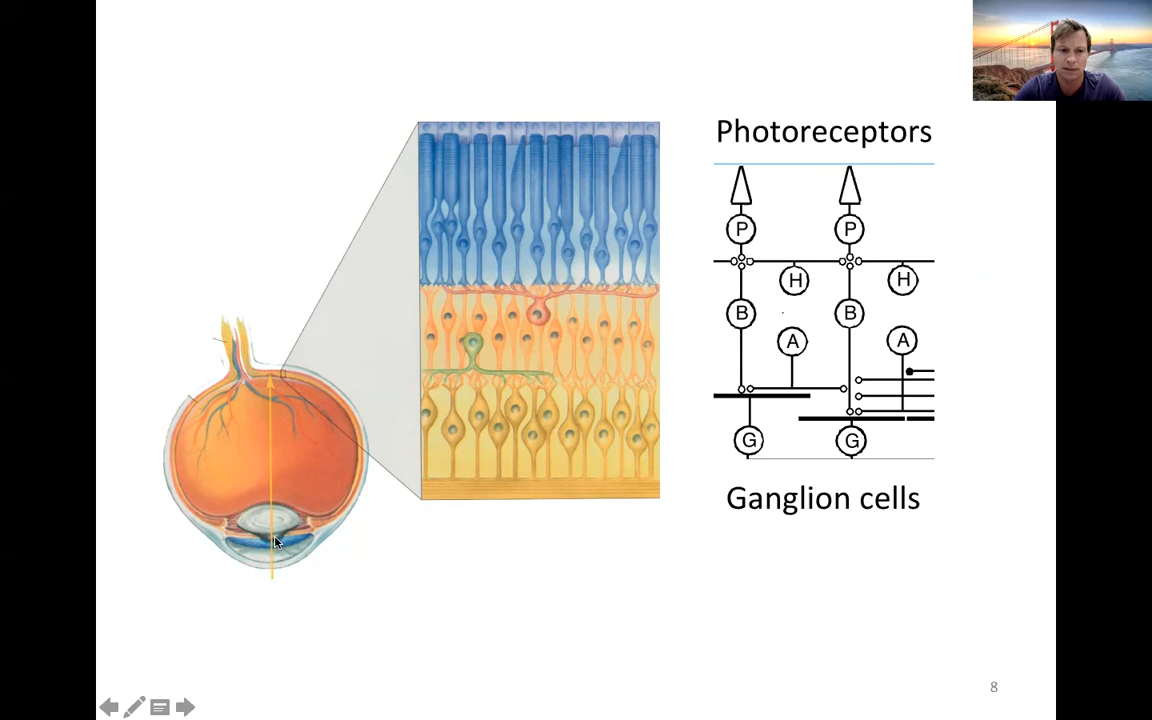 Photoreceptors
P P
H H
B B
A A
G G
Ganglion cells
8